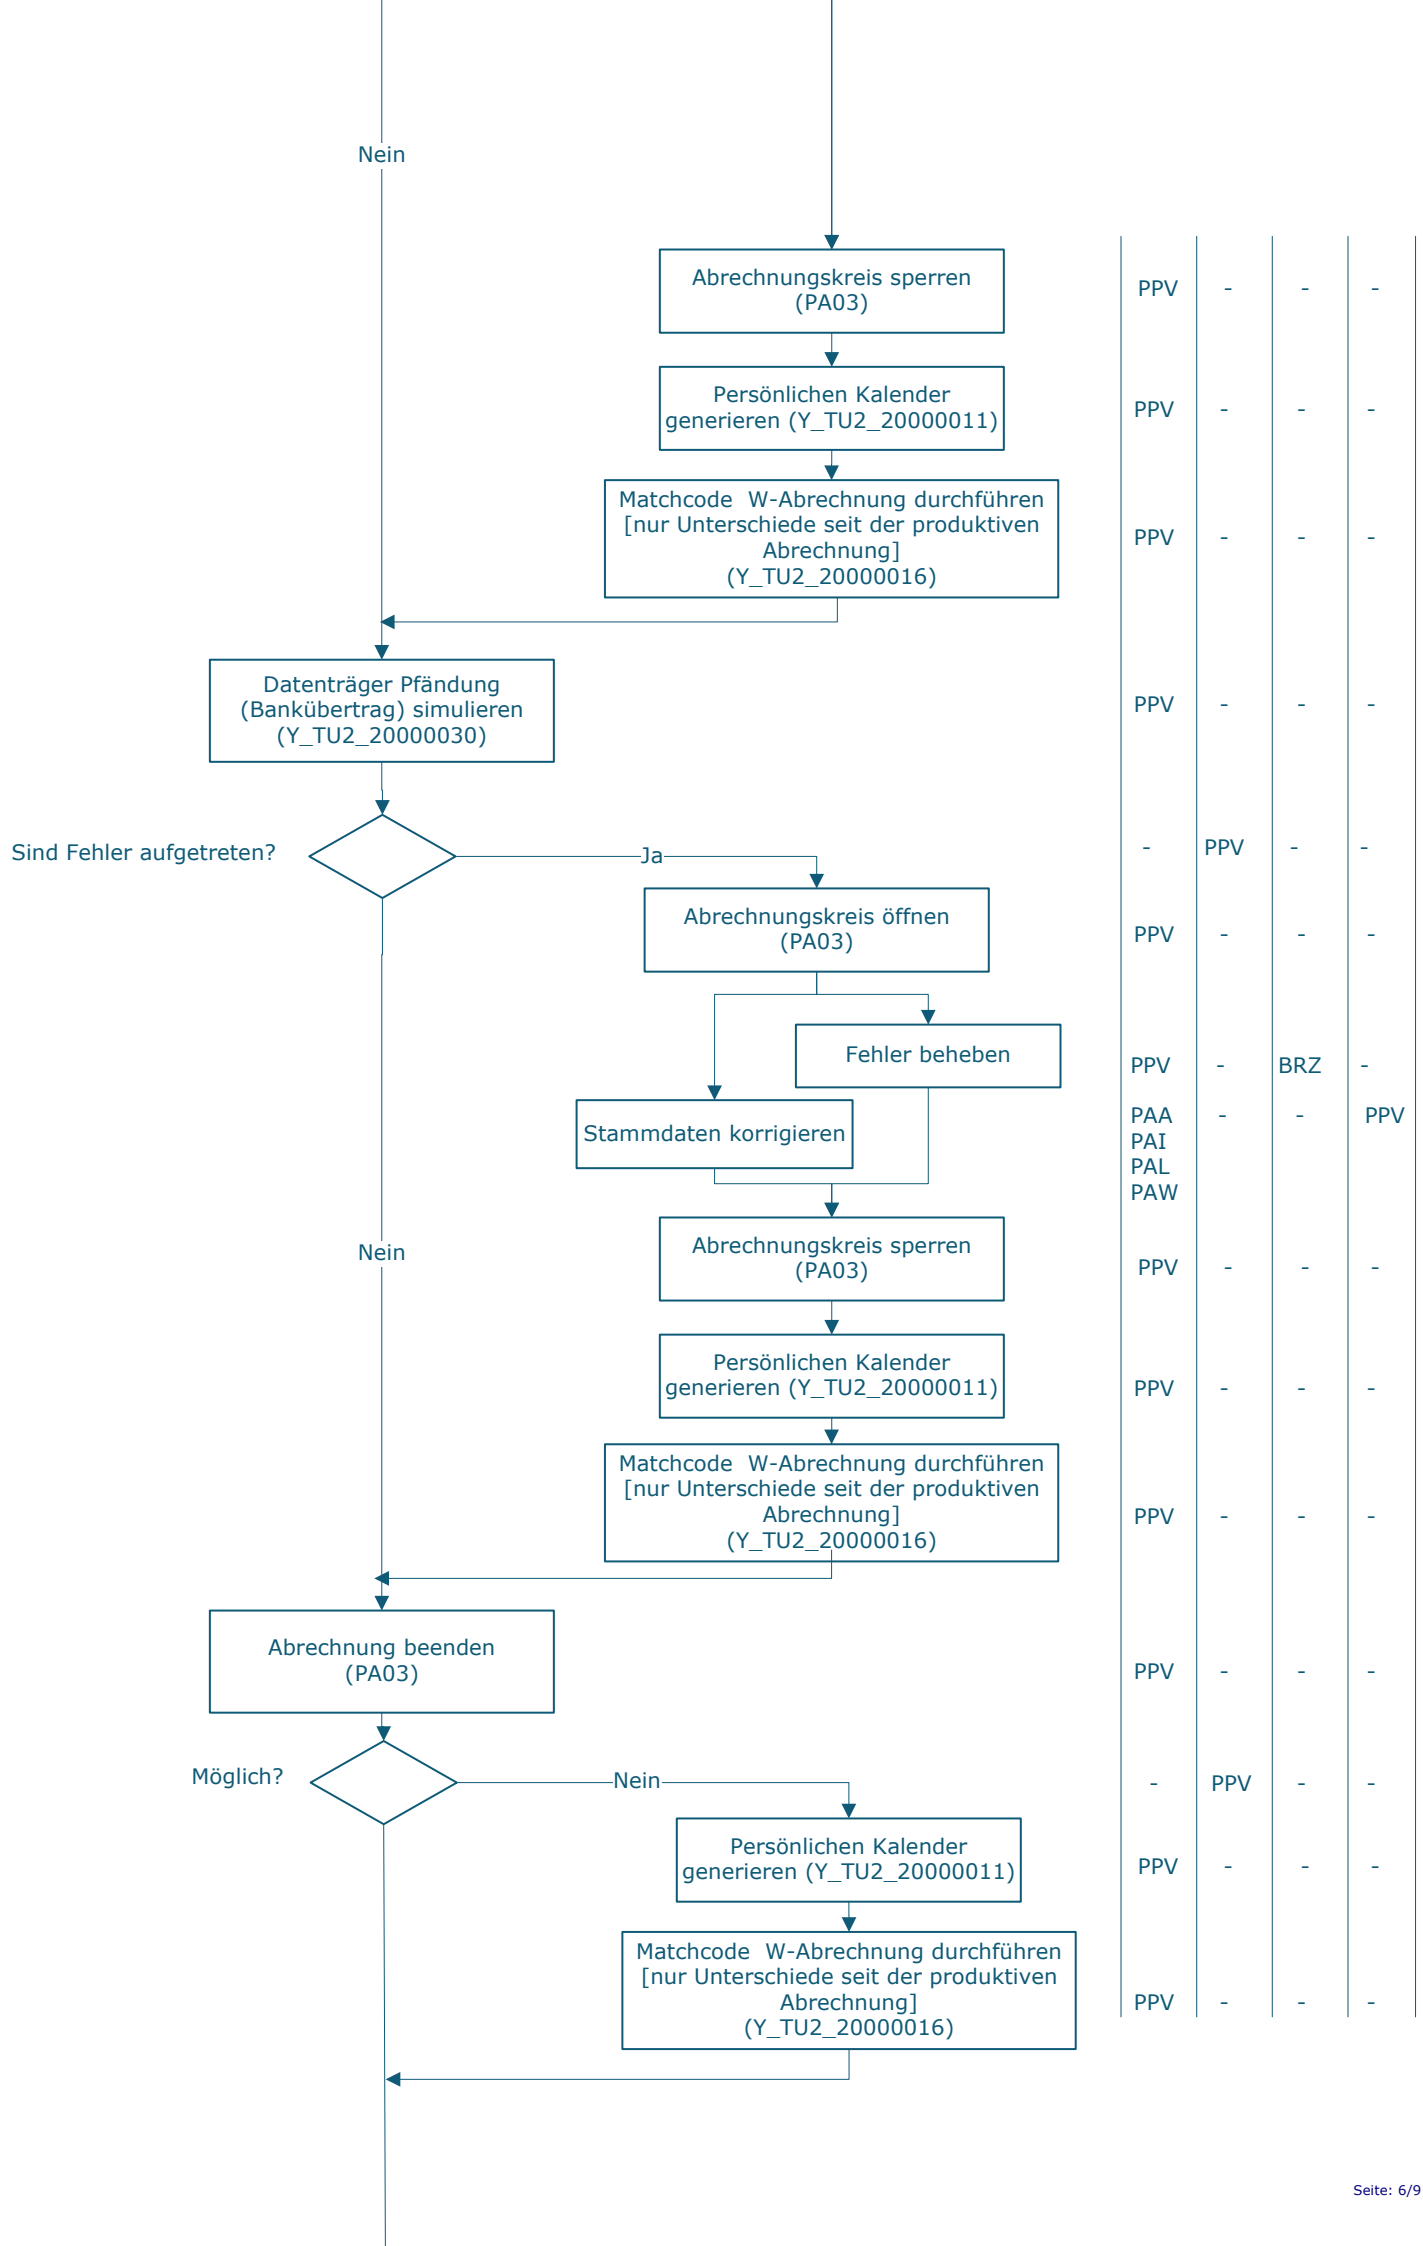 Nein
Abrechnungskreis sperren
(PA03)
PPV - - -
Persönlichen Kalender
generieren (Y_TU2_20000011)
PPV - - -
Matchcode  W-Abrechnung durchführen
[nur Unterschiede seit der produktiven
Abrechnung]
(Y_TU2_20000016)
PPV - - -
Datenträger Pfändung
(Bankübertrag) simulieren
(Y_TU2_20000030)
PPV - - -
Sind Fehler aufgetreten?
Ja
- PPV - -
Abrechnungskreis öffnen
(PA03)
PPV - - -
Fehler beheben
PPV - BRZ -
Stammdaten korrigieren
PAA - - PPV
PAI
PAL
PAW
Nein
Abrechnungskreis sperren
(PA03)
PPV - - -
Persönlichen Kalender
generieren (Y_TU2_20000011)
PPV - - -
Matchcode  W-Abrechnung durchführen
[nur Unterschiede seit der produktiven
Abrechnung]
(Y_TU2_20000016)
PPV - - -
Abrechnung beenden
(PA03)
PPV - - -
Möglich?
Nein
- PPV - -
Persönlichen Kalender
generieren (Y_TU2_20000011)
PPV - - -
Matchcode  W-Abrechnung durchführen
[nur Unterschiede seit der produktiven
Abrechnung]
(Y_TU2_20000016)
PPV - - -
Seite: 6/9